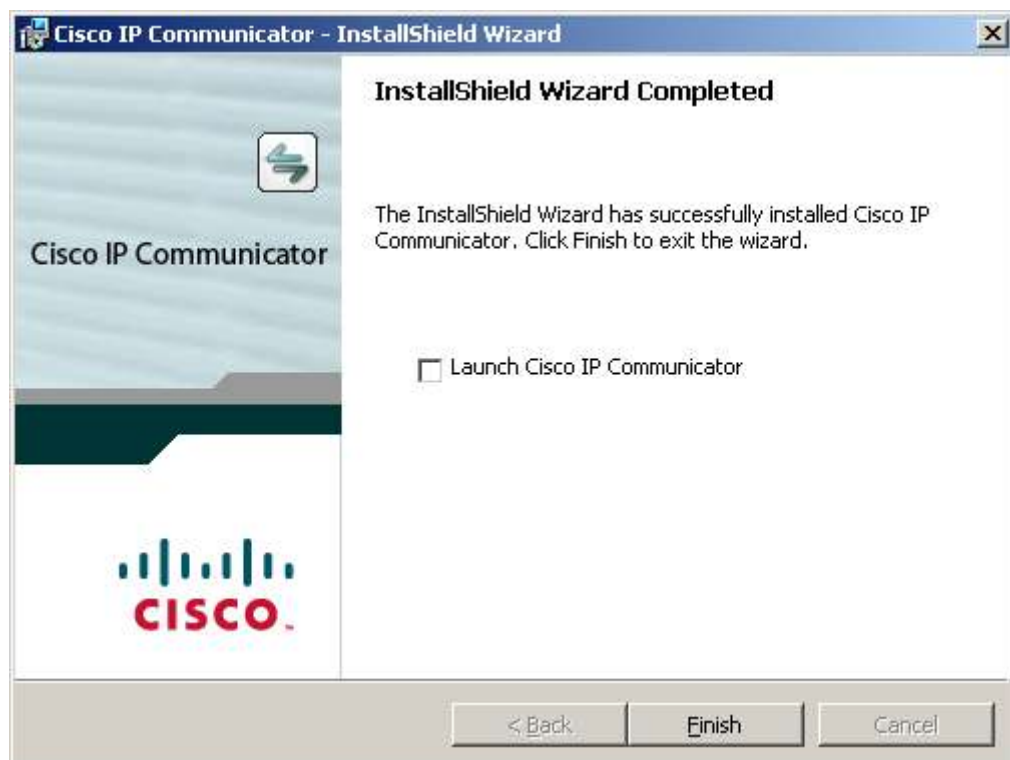 Cisco IP Communicator - InstallShield Wizard
InstallShield Wizard Completed
The InstallShield Wizard has successfully installed Cisco IP
Communicator. Click Finish to exit the wizard.
Cisco IP Communicator
Launch Cisco IP Communicator
CISCO.
< Back
Finish
Cancel